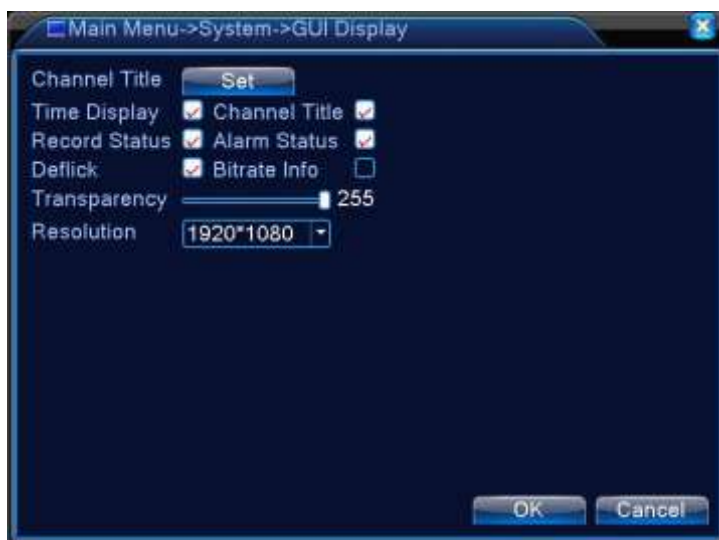 Main Menu->System->GUI Display
Channel Title Set
Time Display Channel Title
Record Status Alarm Status
Deflick Bitrate Info
Transparency 255
Resolution 1920*1080
OK Cancel